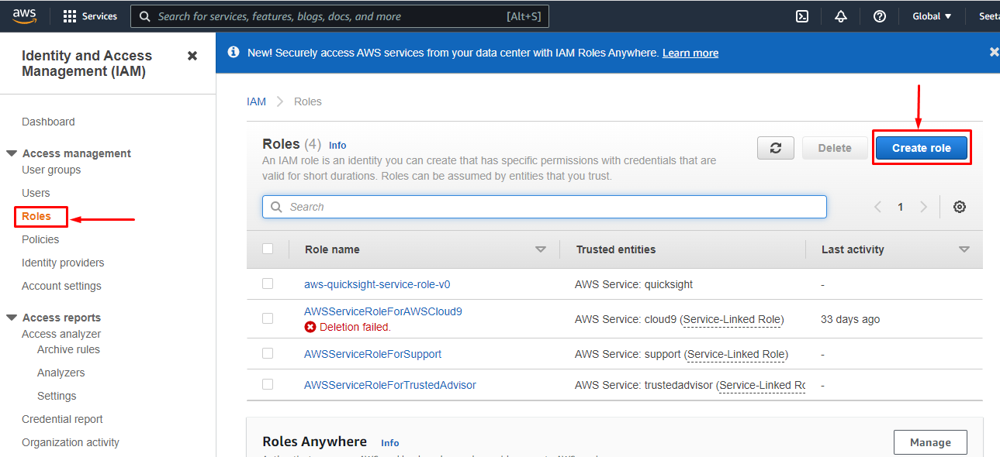 aws
Services
Search for services, features, blogs, docs, and more
[Alt+S]
Global
Identity and Access
Management (IAM)
New! Securely access AWS services from your data center with IAM Roles Anywhere. Learn more
IAM
Roles
Dashboard
Access management
User groups
Users
Roles
Policies
Identity providers
Account settings
Access reports
Access analyzer
Archive rules
Analyzers
Settings
Credential report
Organization activity
Roles (4) Info
An IAM role is an identity you can create that has specific permissions with credentials that are
valid for short durations. Roles can be assumed by entities that you trust.
Delete
Create role
Search
1
Role name
Trusted entities
Last activity
aws-quicksight-service-role-v0
AWS Service: quicksight
-
AWSServiceRoleForAWSCloud9
Deletion failed.
AWS Service: cloud9 (Service-Linked Role)
33 days ago
AWSServiceRoleForSupport
AWS Service: support (Service-Linked Role)
-
AWSServiceRoleForTrustedAdvisor
AWS Service: trustedadvisor (Service-Linked
-
Roles Anywhere Info
Manage